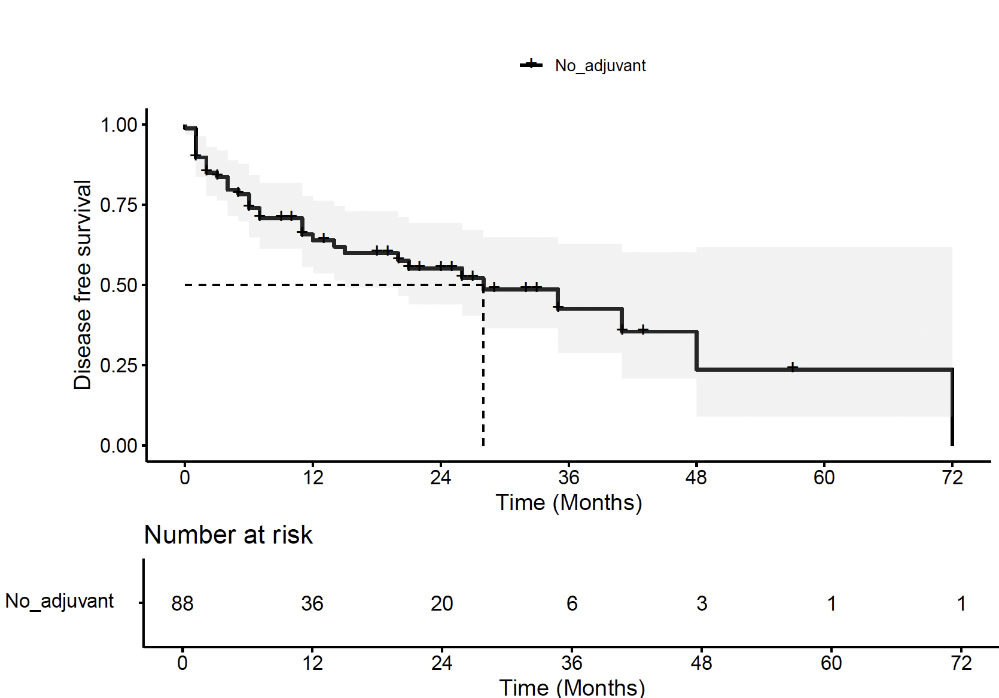 No_adjuvant
Disease free survival
1.00
0.75
0.50
0.25
0.00
0 12 24 36 48 60 72
Time (Months)
Number at risk
No_adjuvant 88 36 20 6 3 1 1
0 12 24 36 48 60 72
Time (Months)